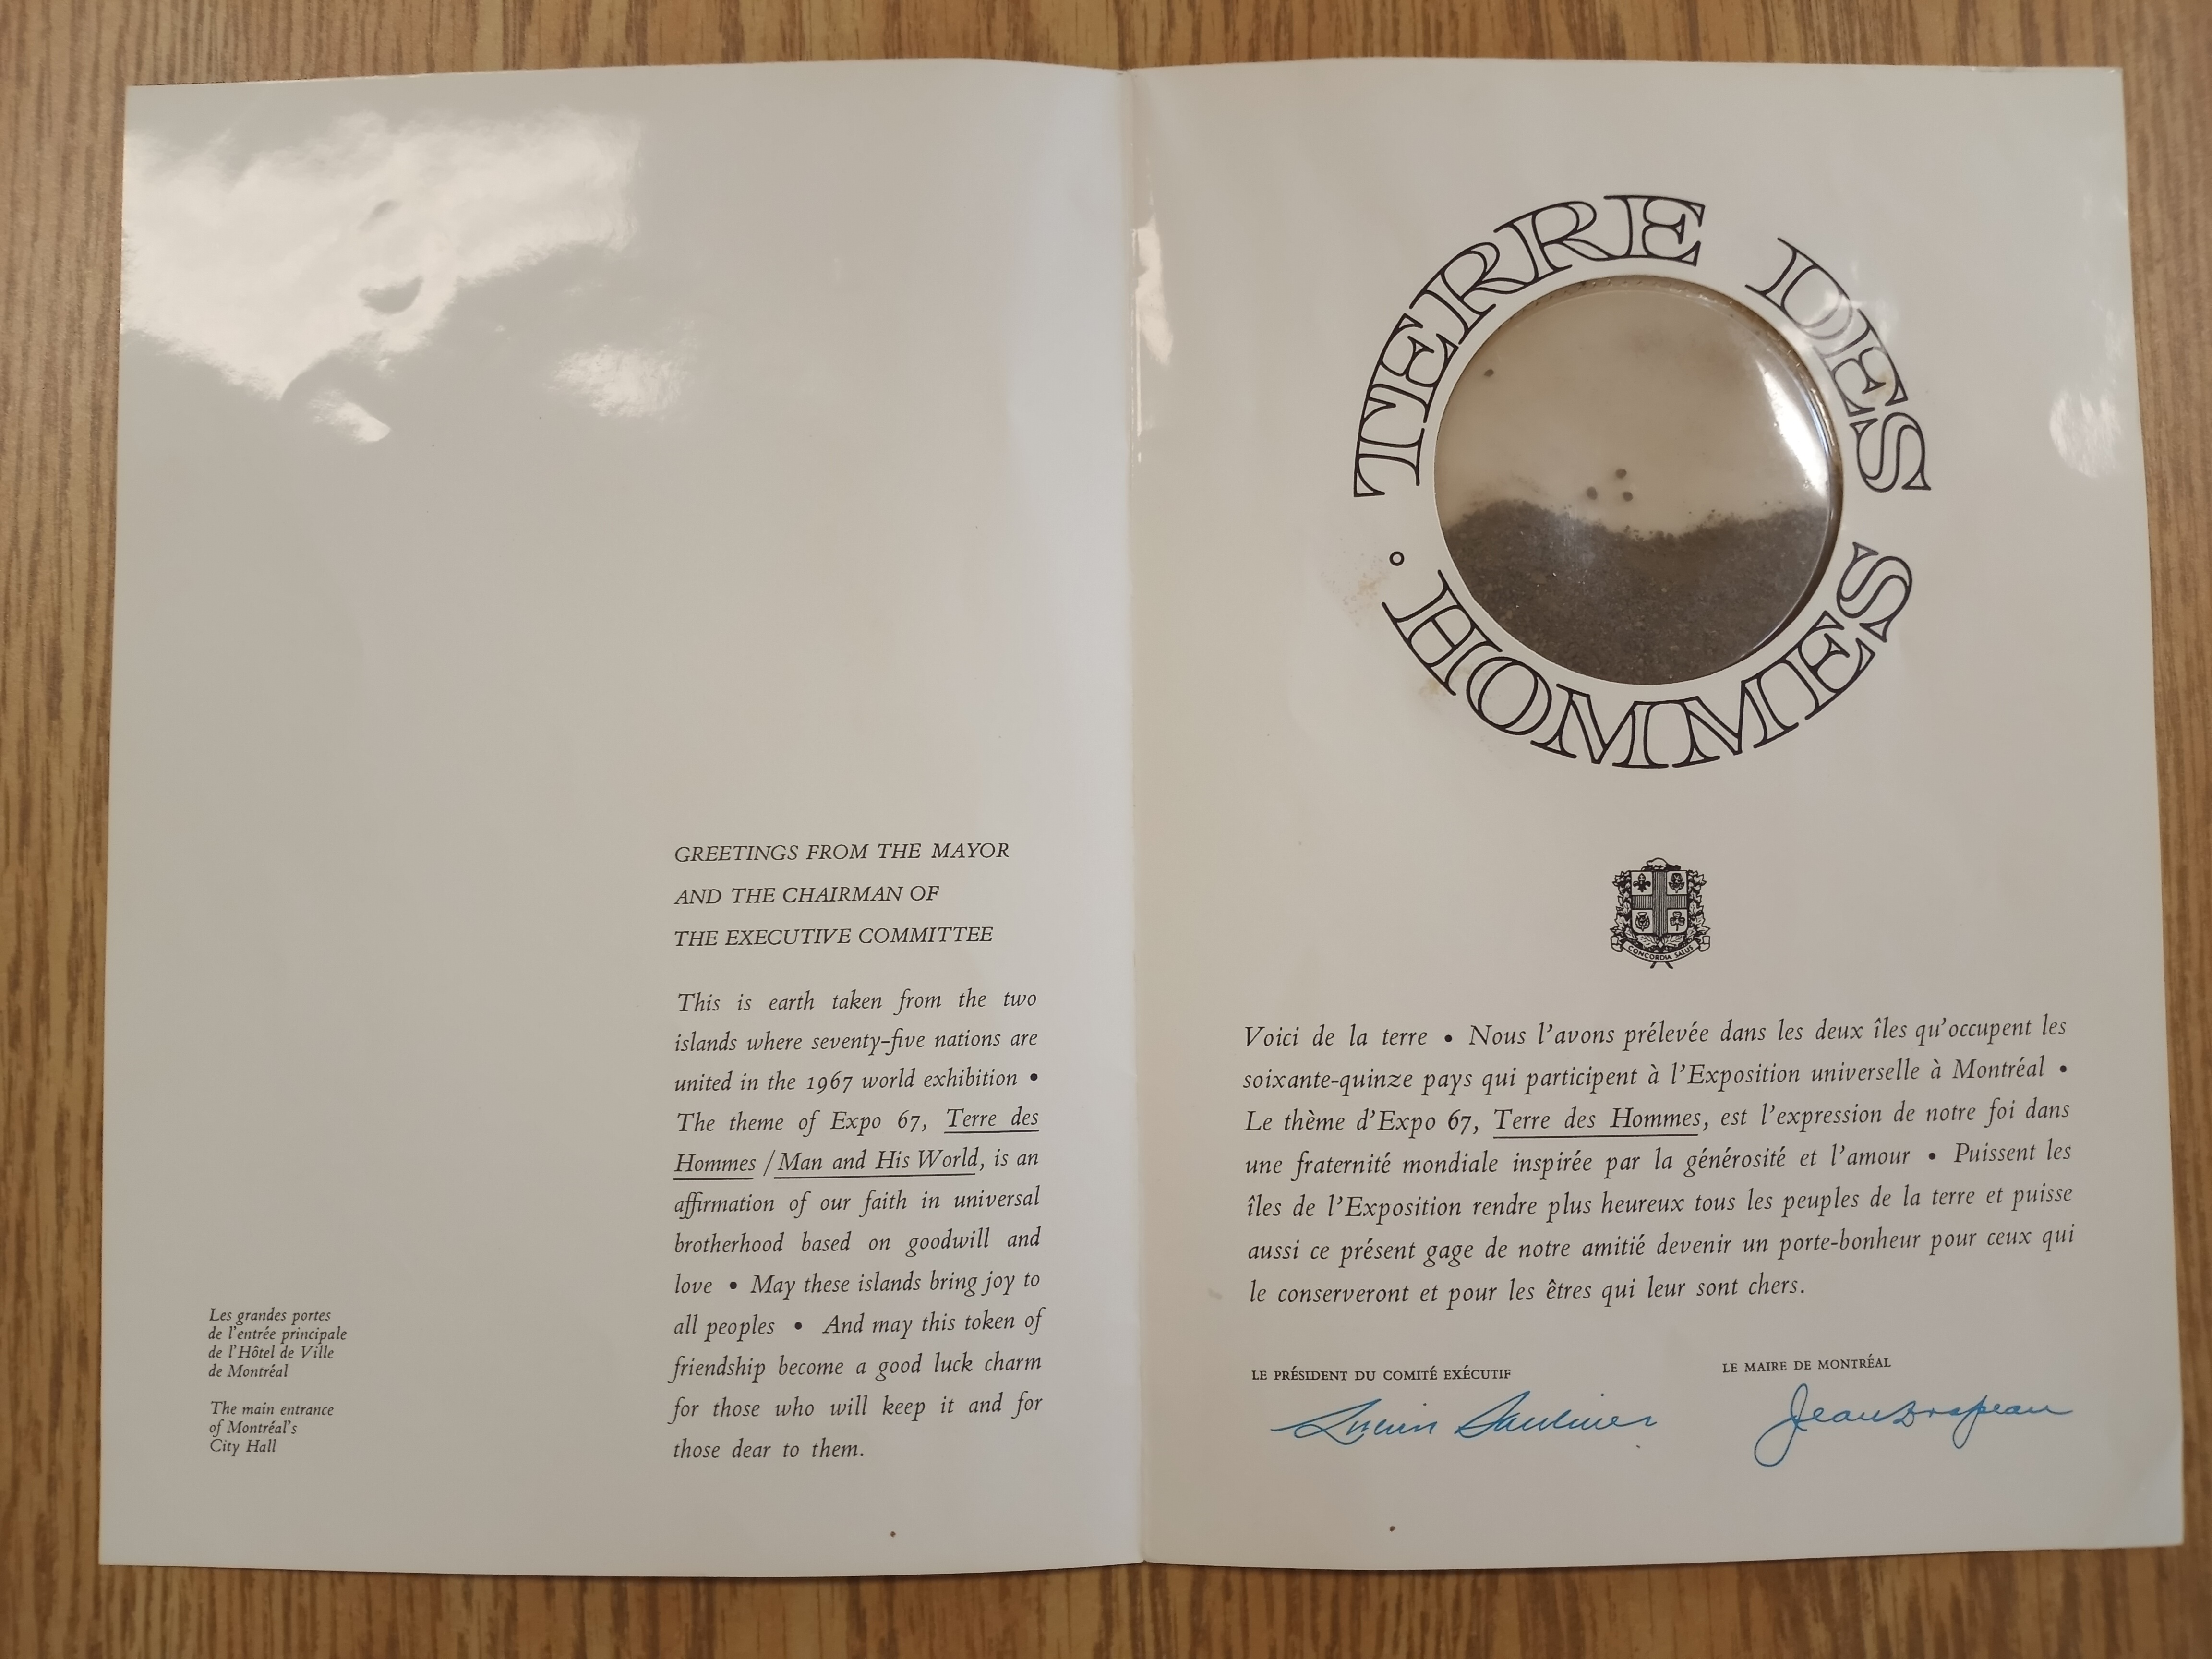 GREETINGS FROM THE MAYOR
AND THE CHAIRMAN OF
THE EXECUTIVE COMMITTEE
This is earth taken from the two
islands where seventy-five nations are
united in the 1967 world exhibition •
The theme of Expo 67, Terre des
Hommes / Man and His World, is an
affirmation of our faith in universal
brotherhood based on goodwill and
love • May these islands bring joy to
all peoples • And may this token of
friendship become a good luck charm
for those who will keep it and for
those dear to them.
Les grandes portes
de l'entrée principale
de l'Hôtel de Ville
de Montréal
The main entrance
of Montréal's
City Hall
TERRE DES HOMMES
CONCORDIA SALUS
Voici de la terre • Nous l'avons prélevée dans les deux îles qu'occupent les
soixante-quinze pays qui participent à l'Exposition universelle à Montréal •
Le thème d'Expo 67, Terre des Hommes, est l'expression de notre foi dans
une fraternité mondiale inspirée par la générosité et l'amour • Puissent les
îles de l'Exposition rendre plus heureux tous les peuples de la terre et puisse
aussi ce présent gage de notre amitié devenir un porte-bonheur pour ceux qui
le conserveront et pour les êtres qui leur sont chers.
LE PRÉSIDENT DU COMITÉ EXÉCUTIF
Lucien Saulnier
LE MAIRE DE MONTRÉAL
Jean Drapeau